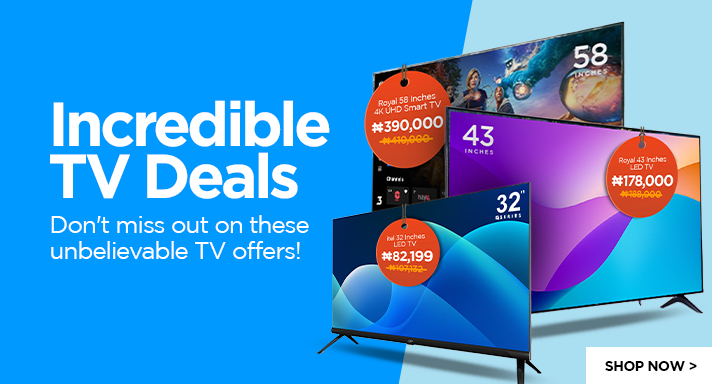 Incredible
TV Deals
Don't miss out on these
unbelievable TV offers!
58
INCHES
Royal 58 Inches
4K UHD Smart TV
₦390,000
₦410,000
Channels
43
INCHES
Royal 43 Inches
LED TV
₦178,000
₦188,000
32"
itel 32 Inches
LED TV
₦82,199
₦107,132
SHOP NOW >